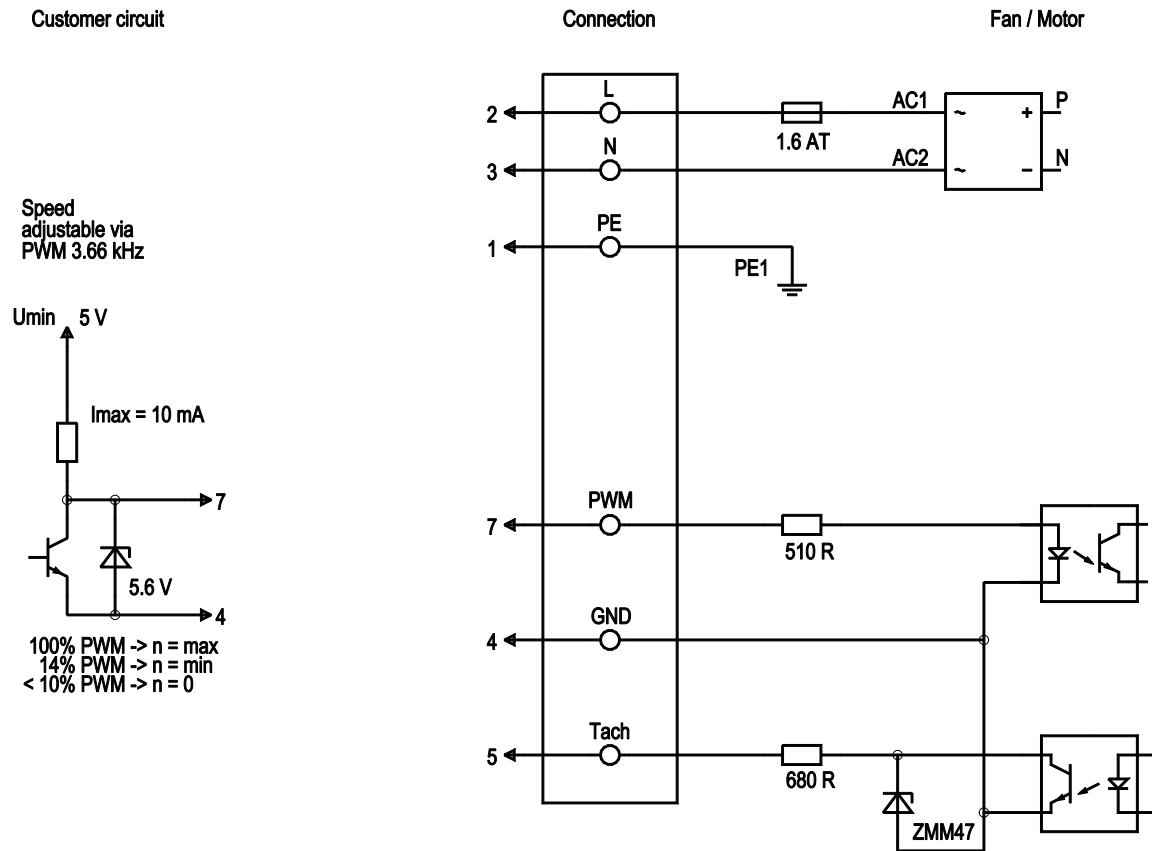 Customer circuit
Connection
Fan / Motor
L
2
1.6 AT
AC1
~
+
P
N
3
AC2
~
–
N
Speed
adjustable via
PWM 3.66 kHz
PE
1
PE1
Umin
5 V
Imax = 10 mA
7
5.6 V
4
100% PWM -> n = max
14% PWM -> n = min
< 10% PWM -> n = 0
PWM
7
510 R
GND
4
Tach
5
680 R
ZMM47